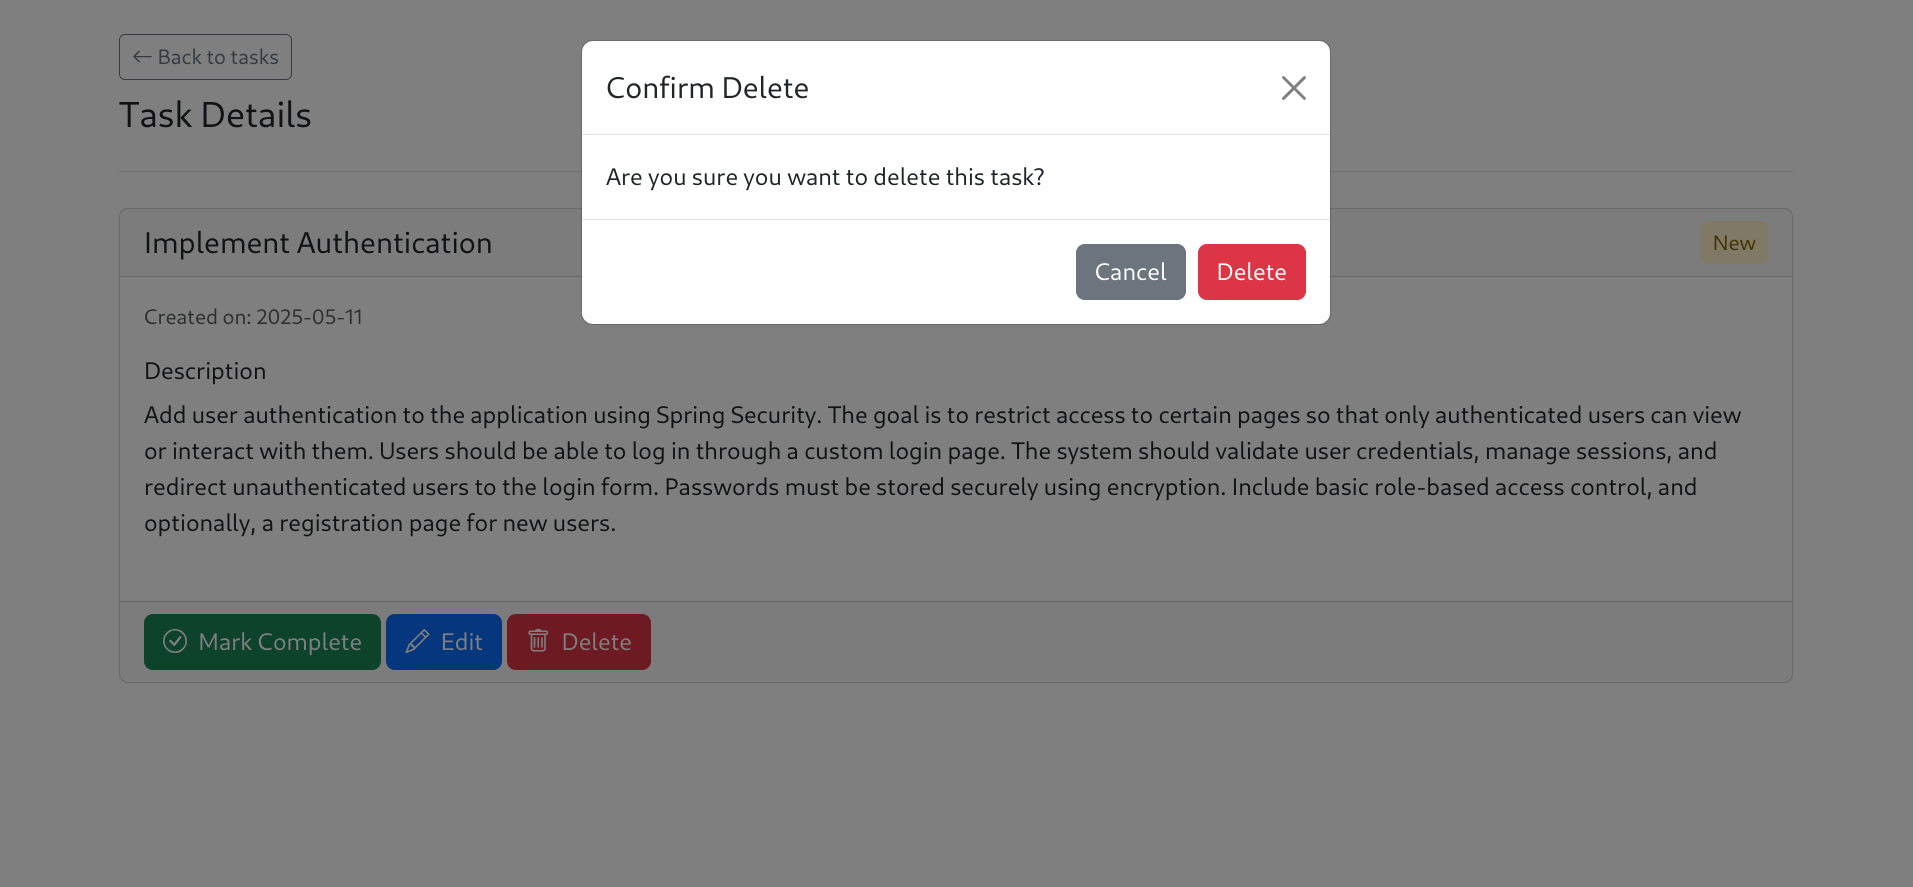 ← Back to tasks
Task Details
Confirm Delete
Are you sure you want to delete this task?
Cancel
Delete
Implement Authentication
New
Created on: 2025-05-11
Description
Add user authentication to the application using Spring Security. The goal is to restrict access to certain pages so that only authenticated users can view
or interact with them. Users should be able to log in through a custom login page. The system should validate user credentials, manage sessions, and
redirect unauthenticated users to the login form. Passwords must be stored securely using encryption. Include basic role-based access control, and
optionally, a registration page for new users.
Mark Complete
Edit
Delete